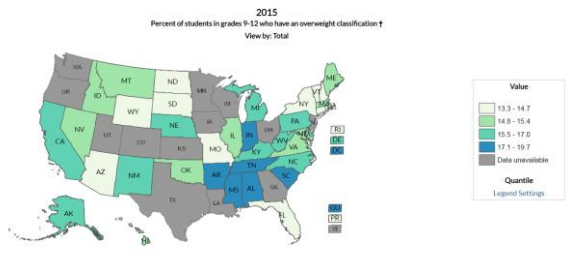 2015
Percent of students in grades 9-12 who have an overweight classification †
View by: Total
WA
MT
ND
MN
ME
OR
ID
SD
WI
MI
NY
VT
WY
IA
PA
NV
UT
NE
IL
IN
OH
CA
CO
KS
MO
KY
WV
VA
AZ
NM
OK
AR
TN
NC
SC
TX
LA
MS
AL
GA
FL
AK
HI
RI
DE
DC
GU
PR
VI
Value
13.3 - 14.7
14.8 - 15.4
15.5 - 17.0
17.1 - 19.7
Data unavailable
Quantile
Legend Settings